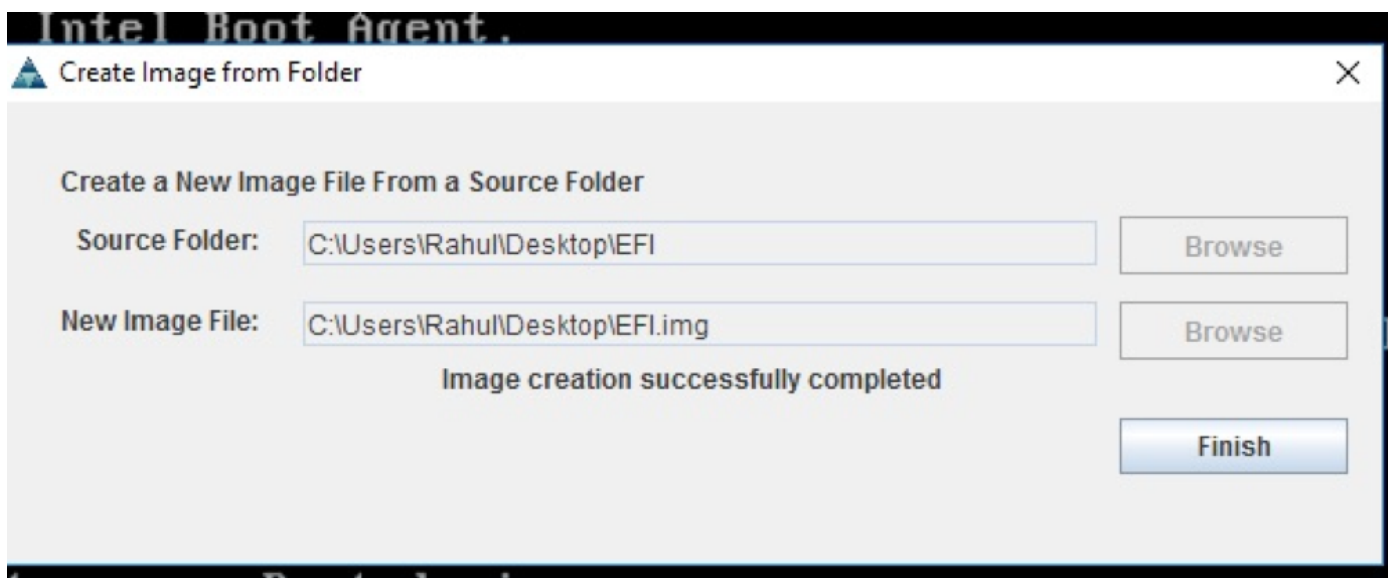 Intel Boot Agent.
Create Image from Folder
Create a New Image File From a Source Folder
Source Folder: C:\Users\Rahul\Desktop\EFI Browse
New Image File: C:\Users\Rahul\Desktop\EFI.img Browse
Image creation successfully completed
Finish